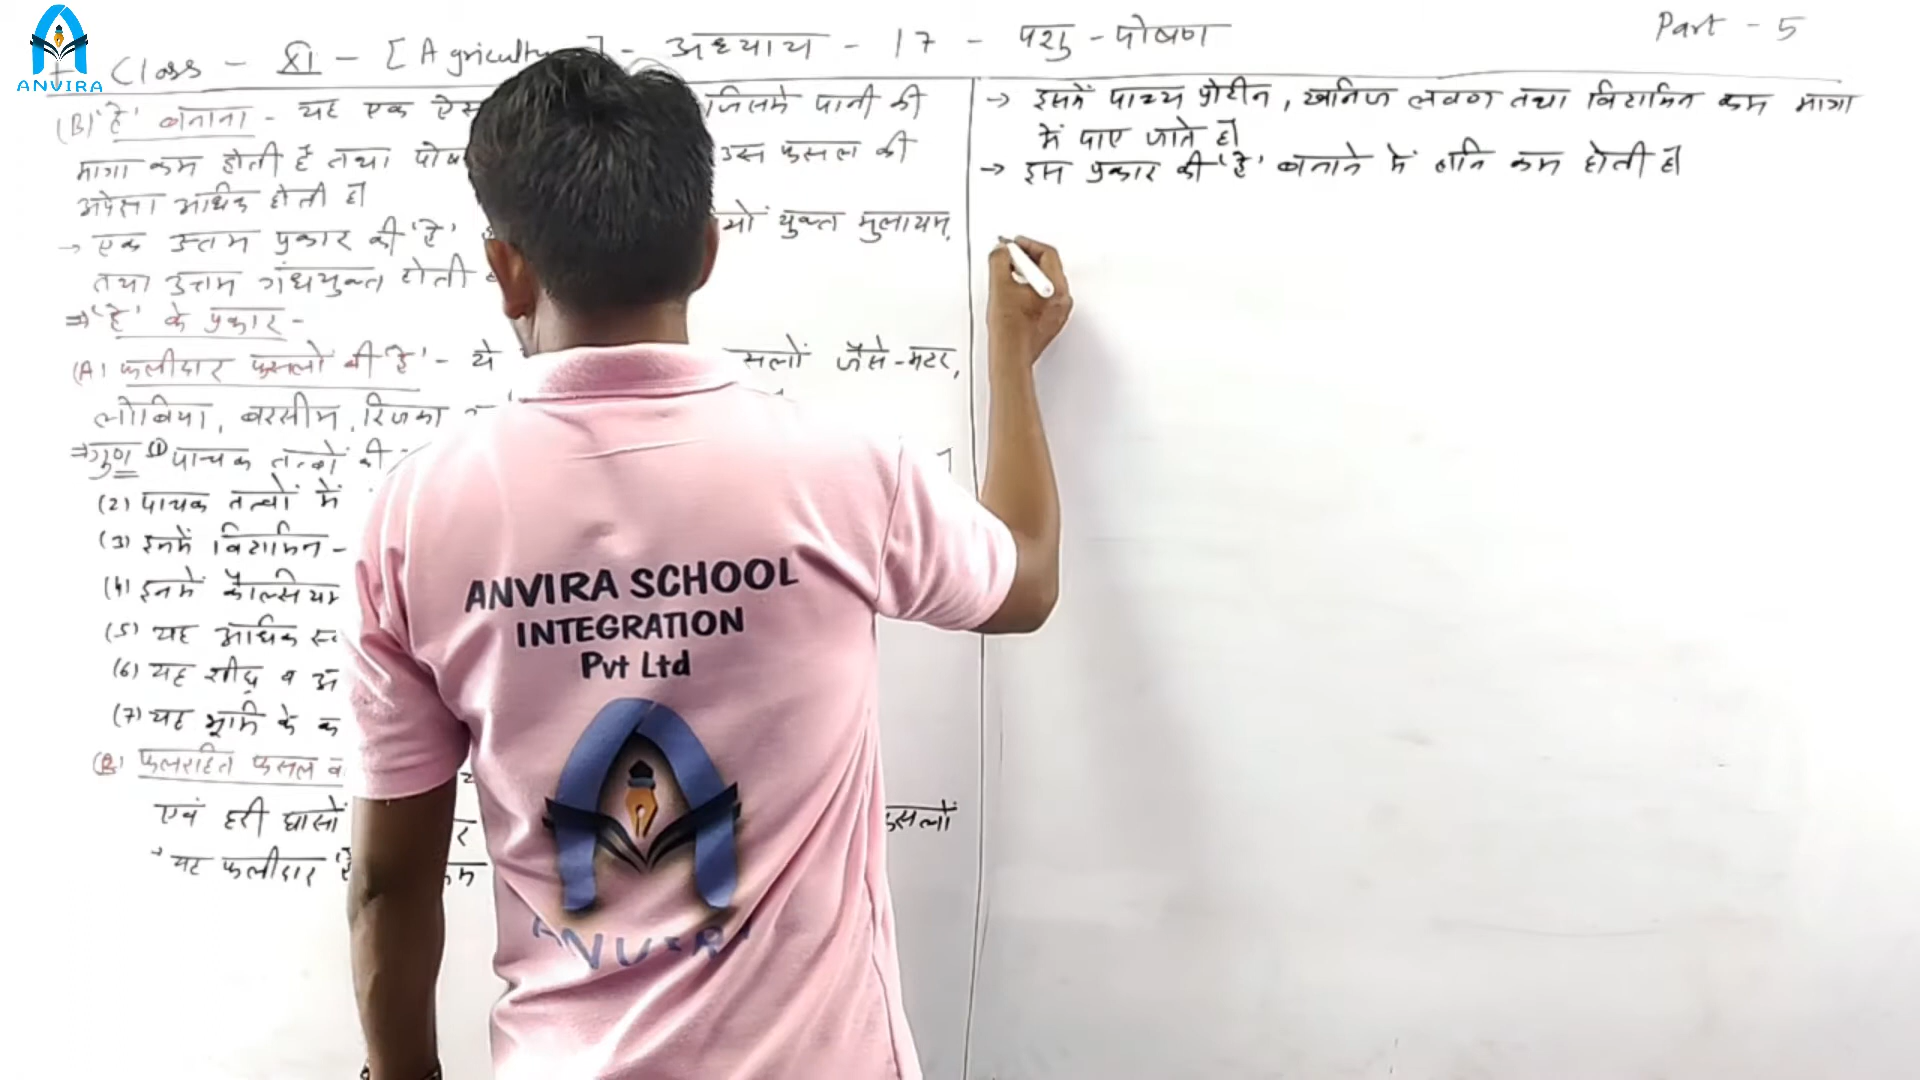 ANVIRA
Class - XI - [Agricultu ] - अध्याय - 17 - पशु - पोषण
Part - 5
(B) 'हे' बनाना - यह एक ऐस जिसमें पानी की
मात्रा कम होती है तथा पोष उस फसल की
अपेक्षा अधिक होती है।
→ एक उत्तम प्रकार की 'हे' युक्त मुलायम,
तथा उत्तम गंधयुक्त होती
⇒ 'हे' के प्रकार -
(A) फलीदार फसलों की 'हे' - ये सलों जैसे - मटर,
लोबिया, बरसीम, रिजका
⇒ गुण ① पाचक तत्वों की
(2) पाचक तत्वों में
(3) इनमें विटामिन -
(4) इनमें कैल्सियम
(5) यह अधिक स्
(6) यह शीघ्र व अ
(7) यह भूमि के क
(B) फलरहित फसल व
एवं हरी घासों फसलों
यह फलीदार 'हे कम
→ इसमें पाच्य प्रोटीन, खनिज लवण तथा विटामिन कम मात्रा
में पाए जाते हैं।
→ इस प्रकार की 'हे' बनाने में हानि कम होती है।
ANVIRA SCHOOL
INTEGRATION
Pvt Ltd
ANVIR